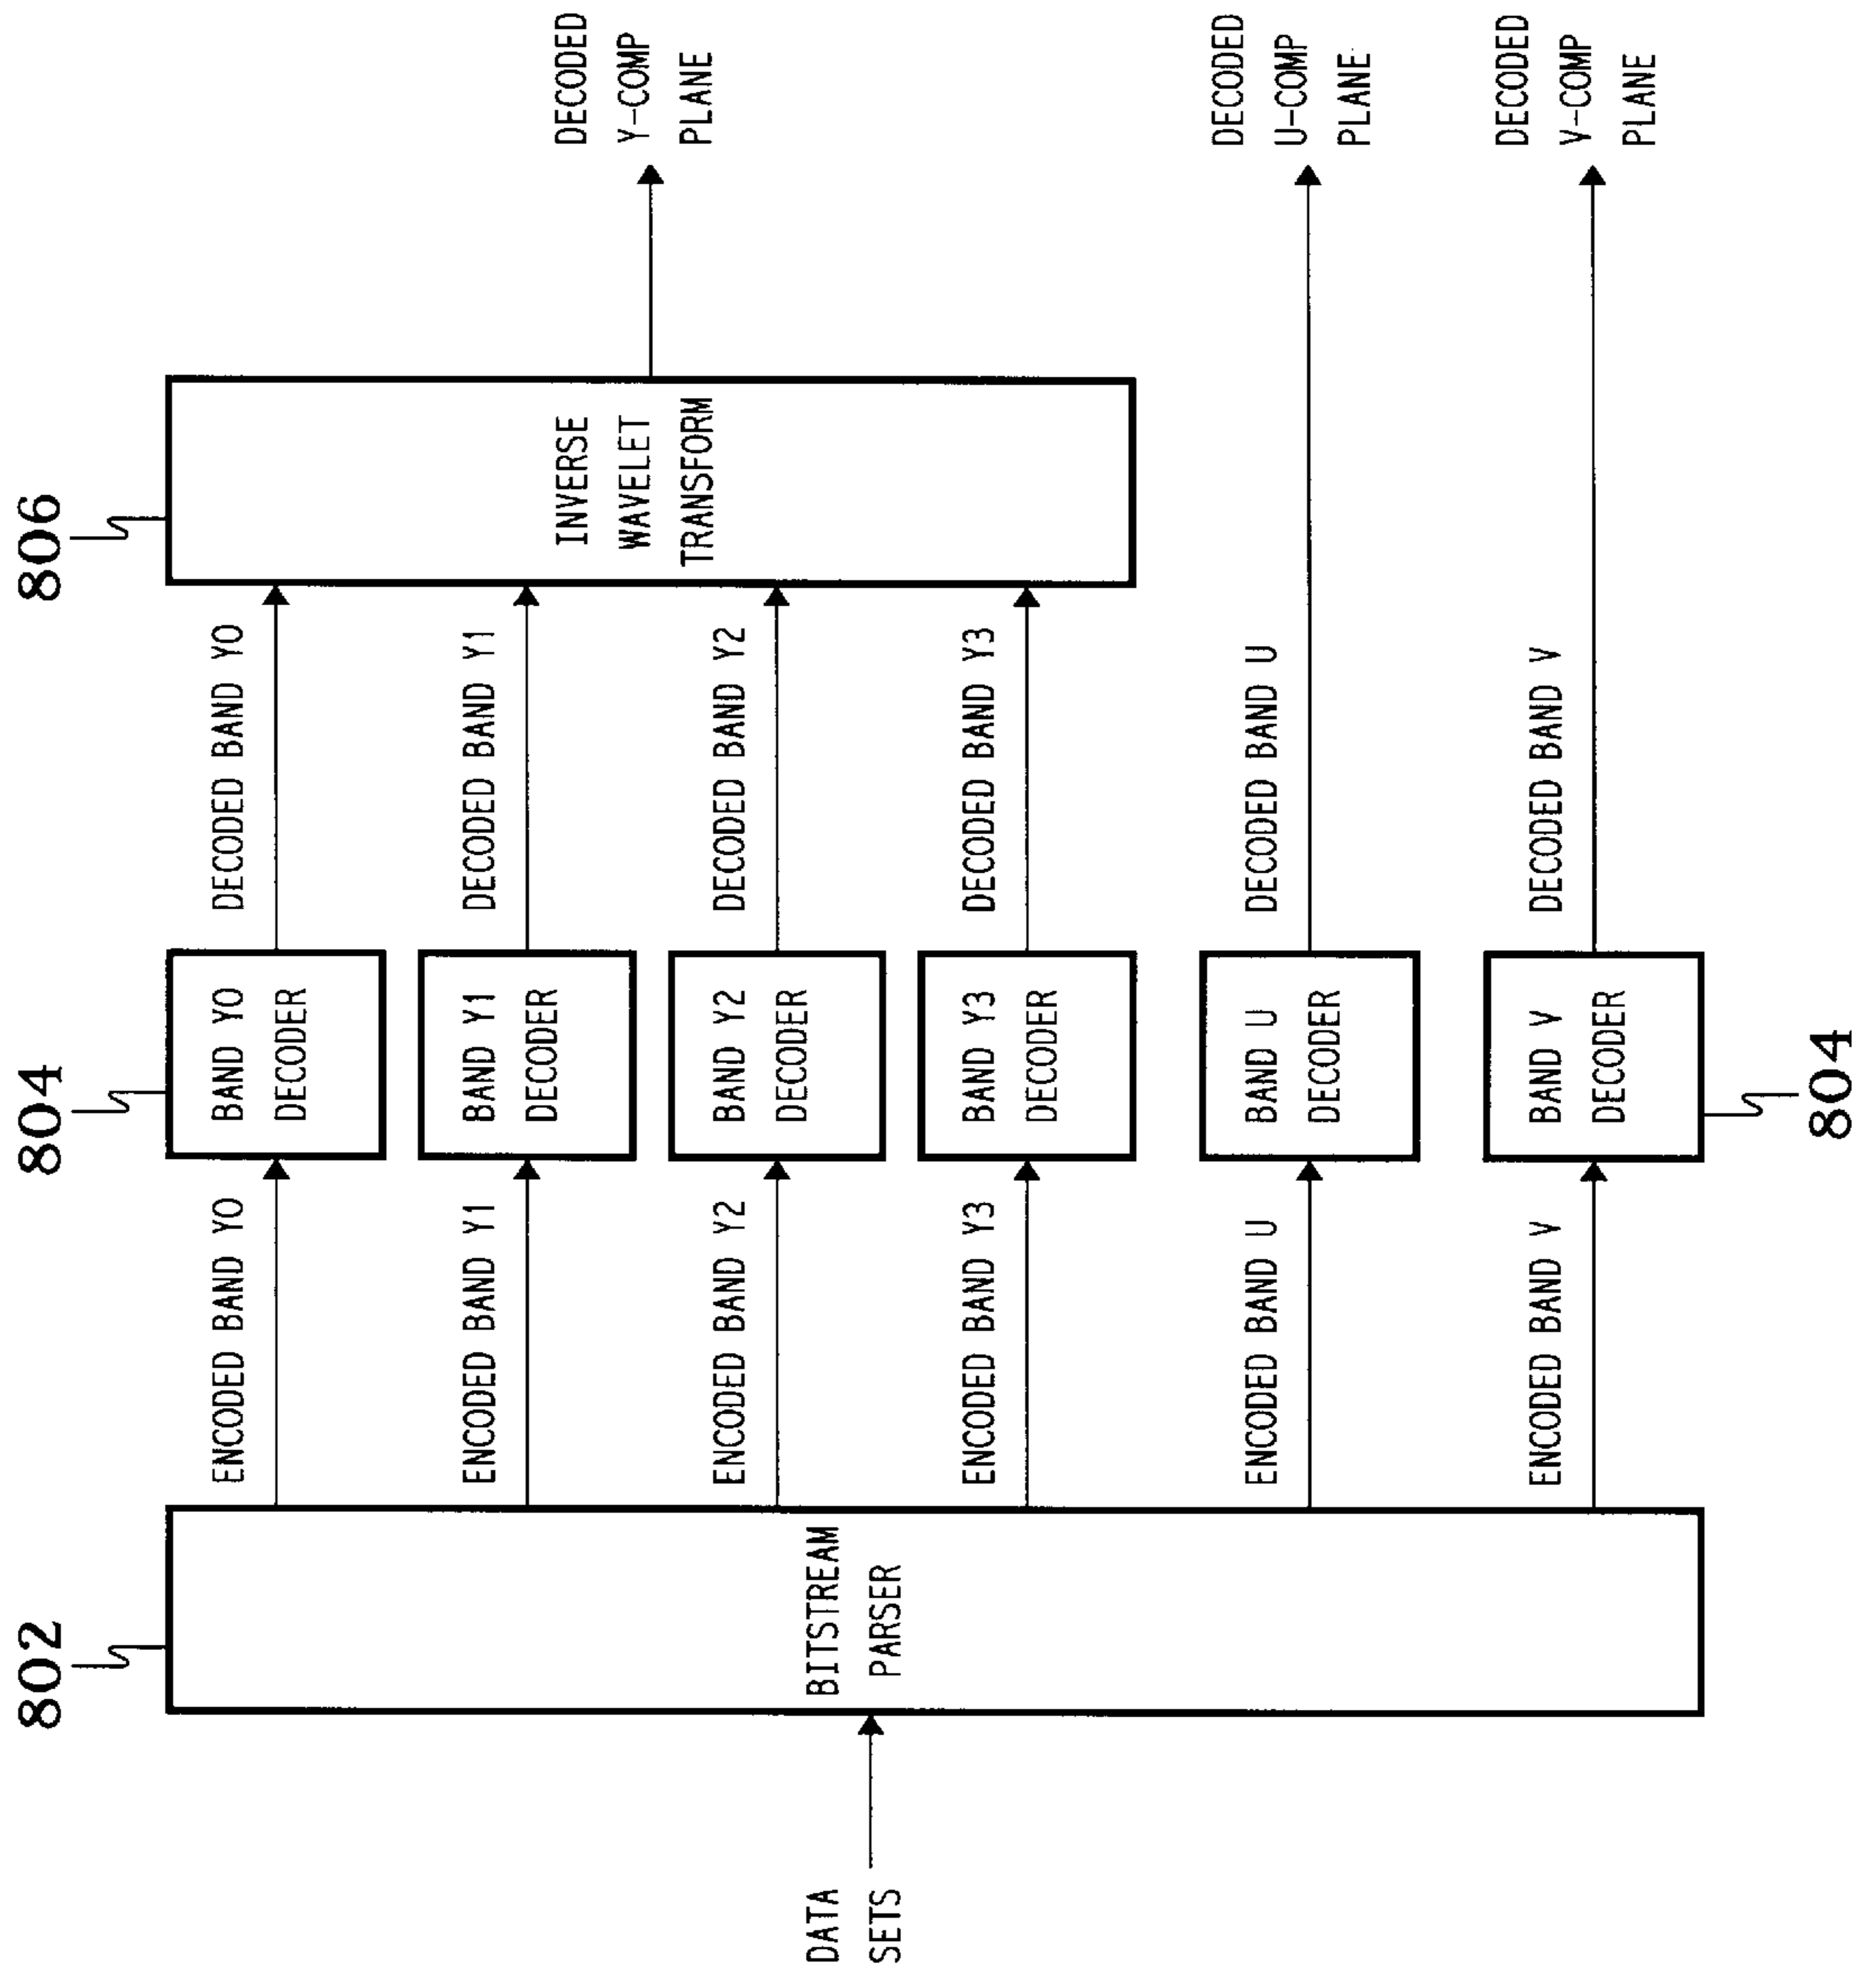 802
804
806
DATA
SETS
BITSTREAM
PARSER
ENCODED BAND Y0
BAND Y0
DECODER
DECODED BAND Y0
ENCODED BAND Y1
BAND Y1
DECODER
DECODED BAND Y1
ENCODED BAND Y2
BAND Y2
DECODER
DECODED BAND Y2
ENCODED BAND Y3
BAND Y3
DECODER
DECODED BAND Y3
INVERSE
WAVELET
TRANSFORM
DECODED
Y-COMP
PLANE
ENCODED BAND U
BAND U
DECODER
DECODED BAND U
DECODED
U-COMP
PLANE
ENCODED BAND V
BAND V
DECODER
DECODED BAND V
DECODED
V-COMP
PLANE
804